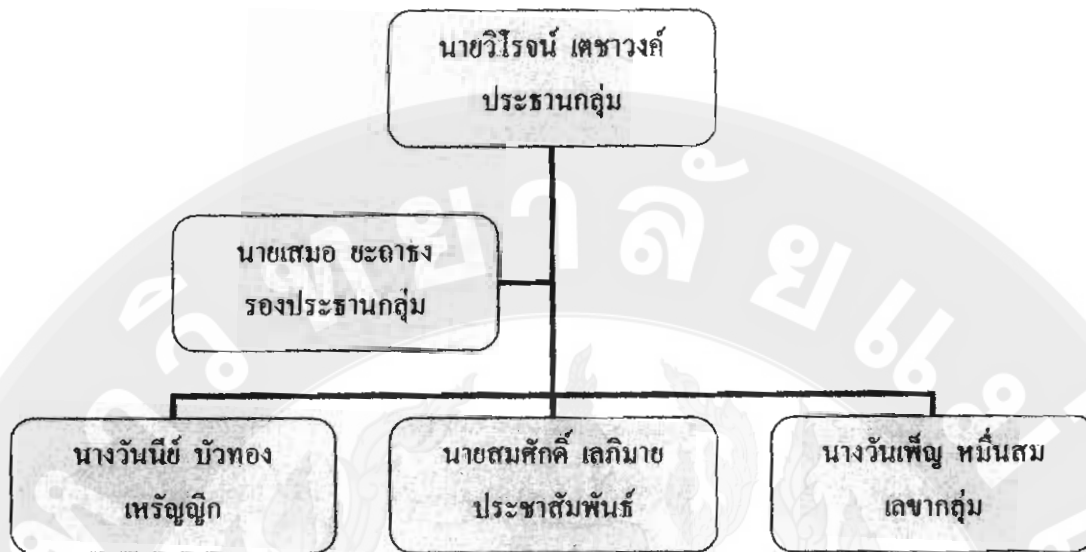 นายวิโรจน์ เตชาวงค์
ประธานกลุ่ม
นายเสมอ ยะถาธง
รองประธานกลุ่ม
นางวันนีย์ บัวทอง
เหรัญญิก
นายสมศักดิ์ เลภิมาย
ประชาสัมพันธ์
นางวันเพ็ญ หมื่นสม
เลขากลุ่ม